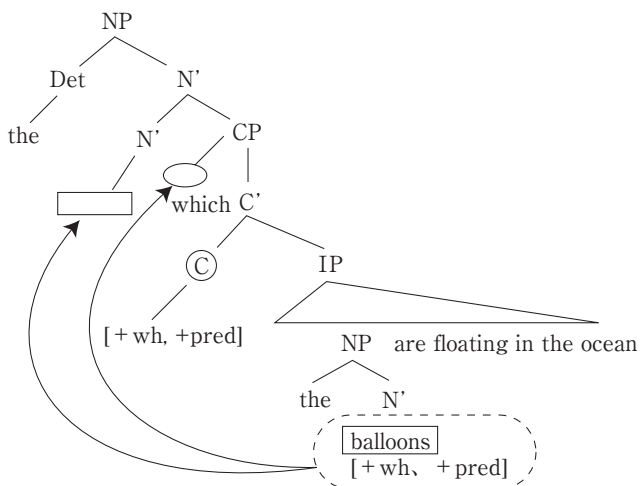 NP
Det N'
the
N' CP
which C'
C IP
[+wh, +pred]
NP are floating in the ocean
the N'
balloons
[+wh、 +pred]